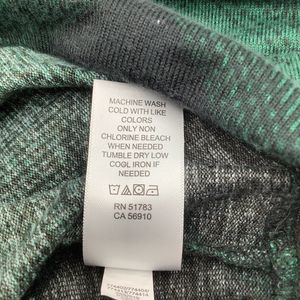 MACHINE WASH
COLD WITH LIKE
COLORS
ONLY NON
CHLORINE BLEACH
WHEN NEEDED
TUMBLE DRY LOW
COOL IRON IF
NEEDED
RN 51783
CA 56910